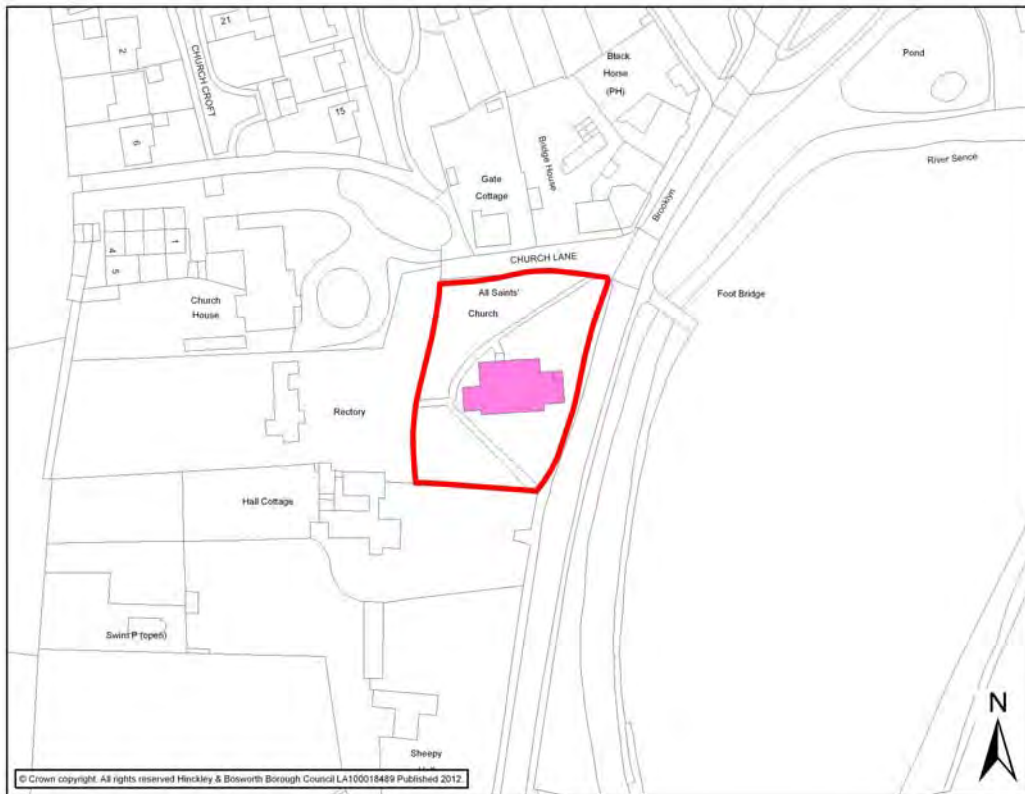 21
2
CHURCH CROFT
15
6
Black
Horse
(PH)
Pond
Bridge House
River Sence
Gate
Cottage
Brooklyn
1
4
5
CHURCH LANE
All Saints'
Church
Foot Bridge
Church
House
Rectory
Hall Cottage
Swim P (open)
Sheepy
N
© Crown copyright. All rights reserved Hinckley & Bosworth Borough Council LA100018489 Published 2012.